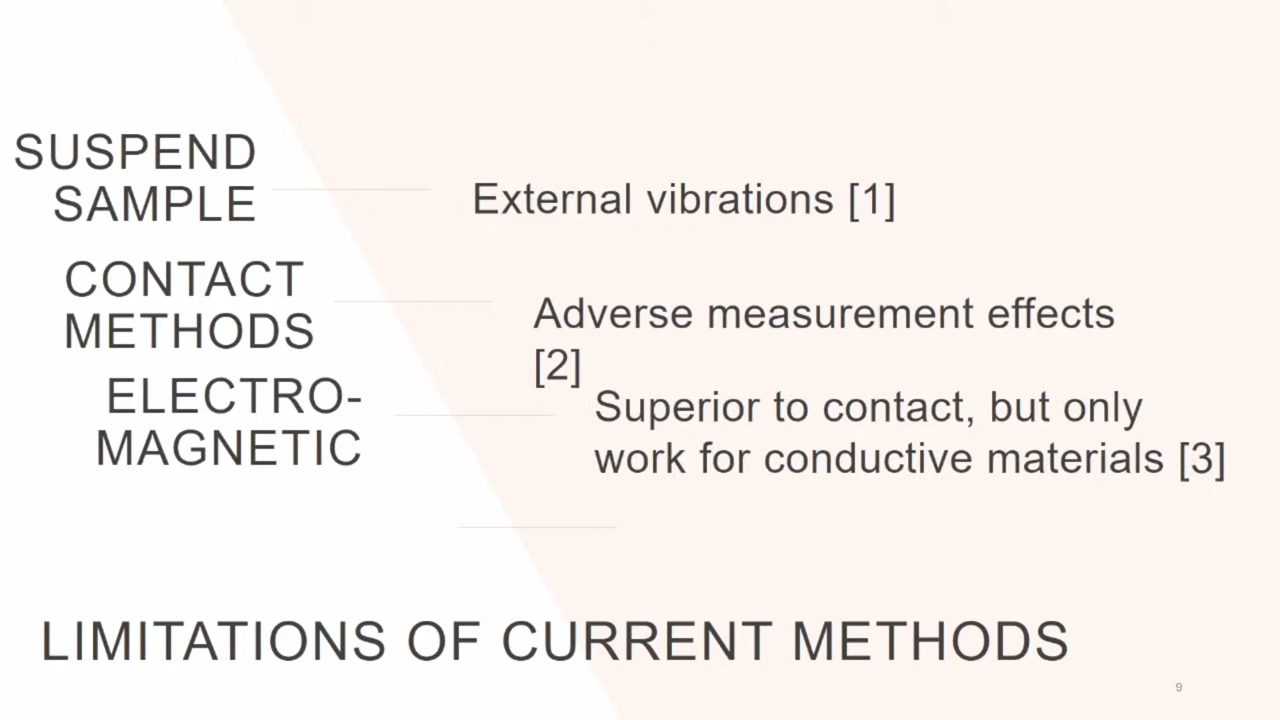 SUSPEND
SAMPLE
External vibrations [1]
CONTACT
METHODS
Adverse measurement effects
[2]
ELECTRO-
MAGNETIC
Superior to contact, but only
work for conductive materials [3]
LIMITATIONS OF CURRENT METHODS
9